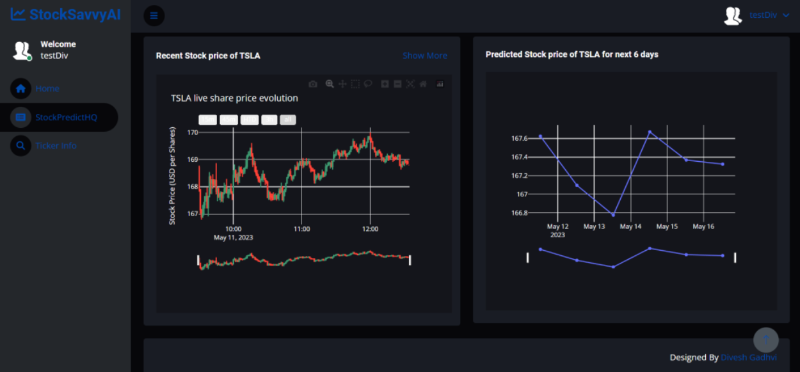 StockSavvyAI
testDiv
Welcome
testDiv
Home
StockPredictHQ
Ticker Info
Recent Stock price of TSLA
Show More
TSLA live share price evolution
Stock Price (USD per Shares)
170
169
168
167
10:00
11:00
12:00
May 11, 2023
Predicted Stock price of TSLA for next 6 days
167.6
167.4
167.2
167
166.8
May 12
May 13
May 14
May 15
May 16
2023
Designed By Divesh Gadhvi